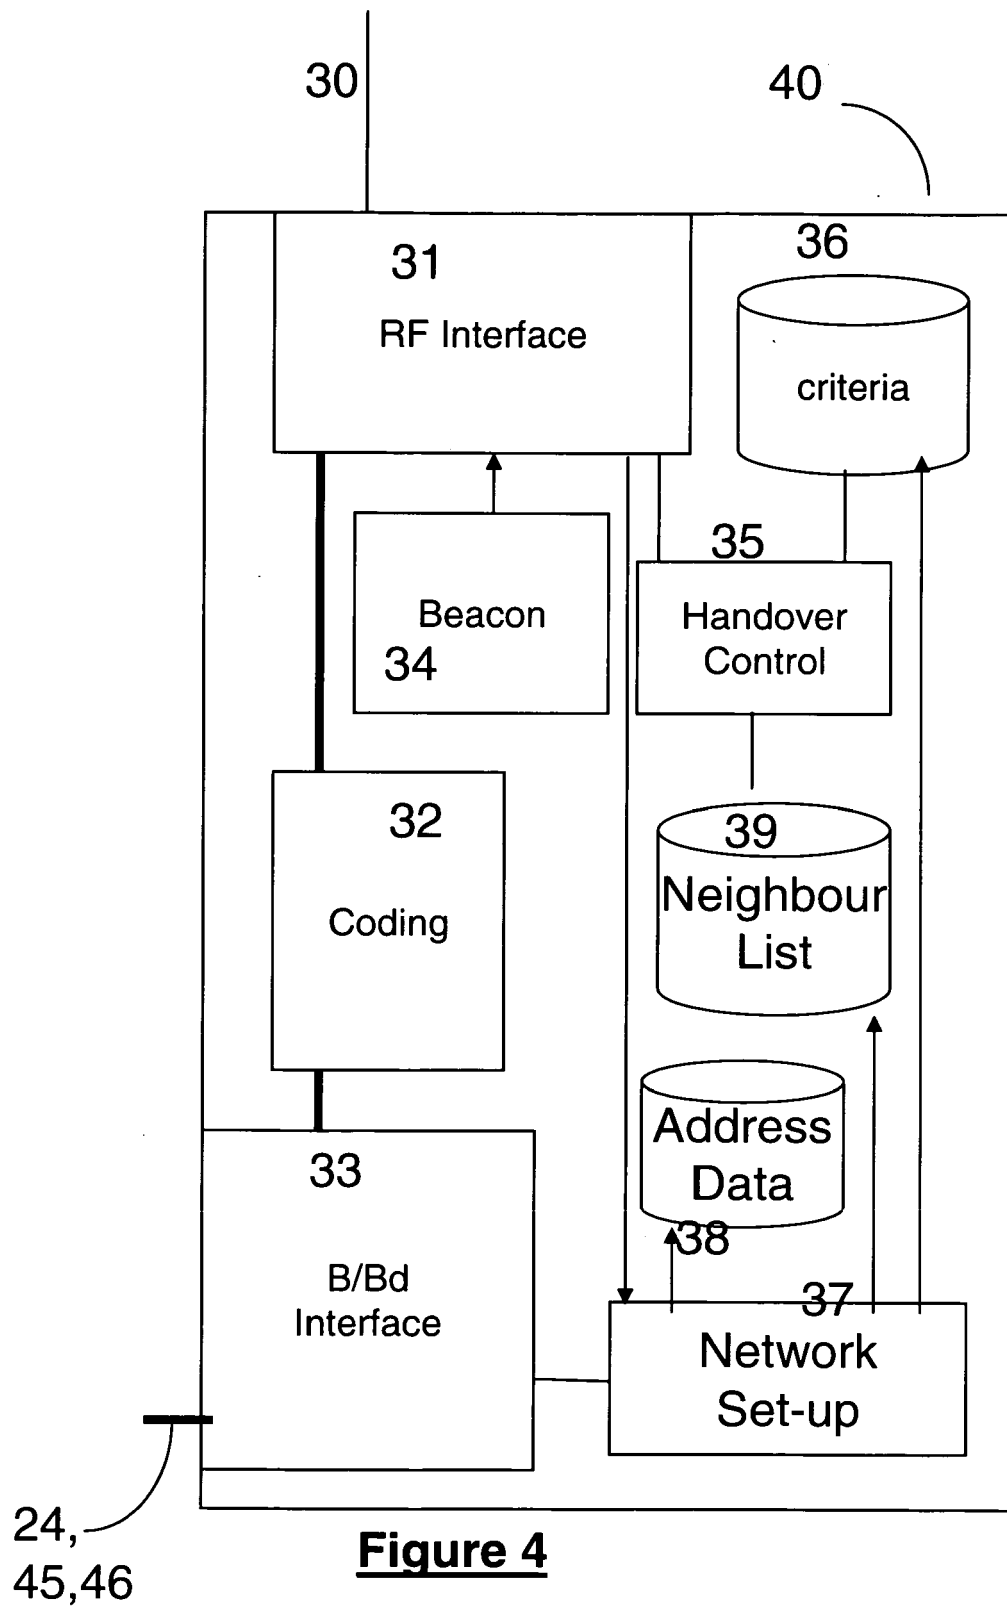 30
40
31
RF Interface
36
criteria
Beacon
34
35
Handover
Control
32
Coding
39
Neighbour
List
Address
Data
38
33
B/Bd
Interface
37
Network
Set-up
24,
45,46
Figure 4